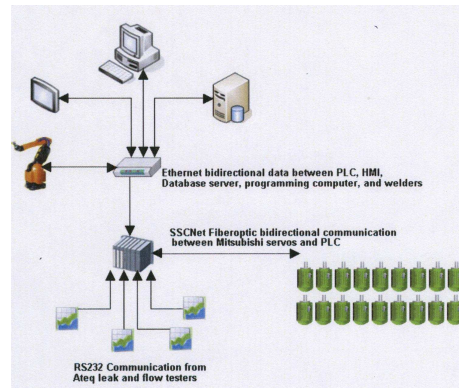 Ethernet bidirectional data between PLC, HMI,
Database server, programming computer, and welders
SSCNet Fiberoptic bidirectional communication
between Mitsubishi servos and PLC
RS232 Communication from
Ateq leak and flow testers